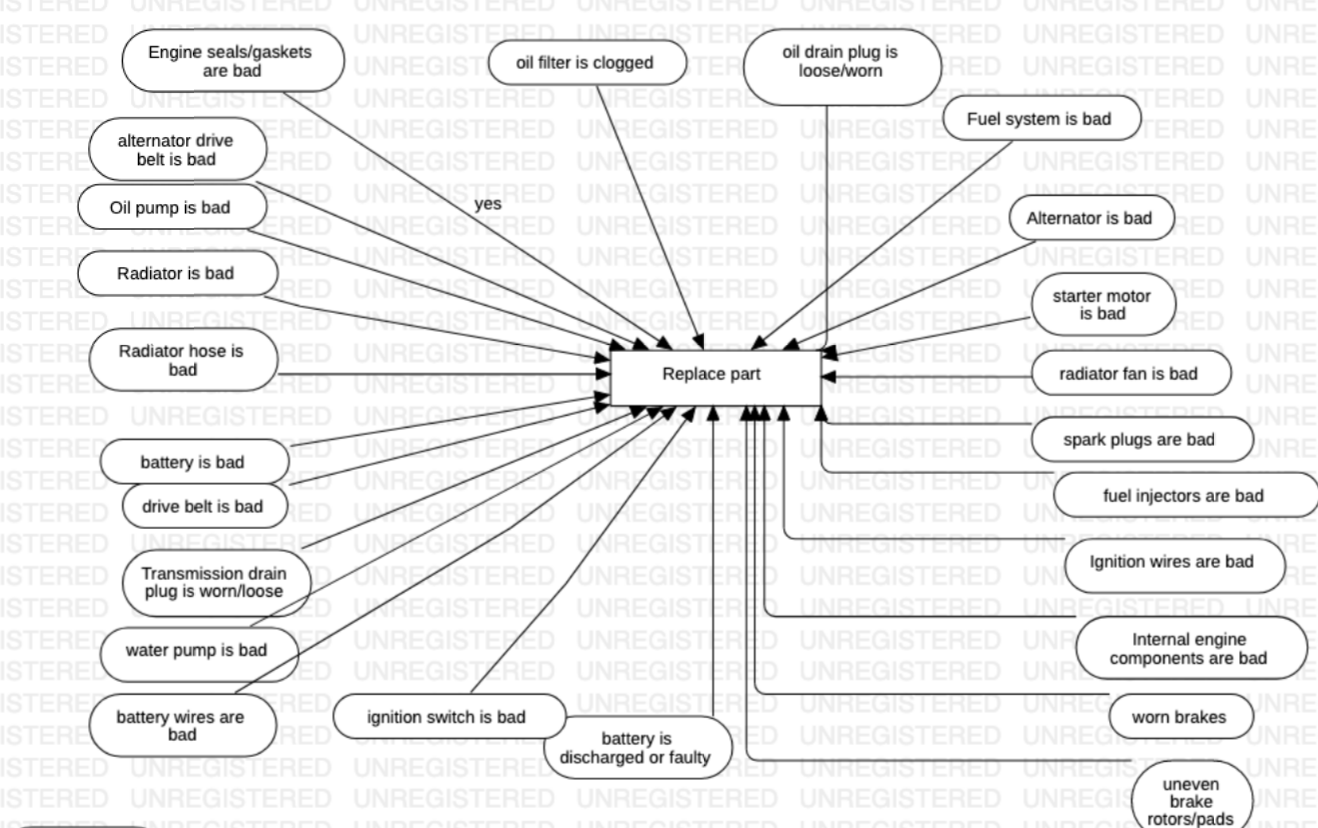 Engine seals/gaskets
are bad
oil filter is clogged
oil drain plug is
loose/worn
Fuel system is bad
alternator drive
belt is bad
Oil pump is bad
yes
Alternator is bad
Radiator is bad
starter motor
is bad
Radiator hose is
bad
Replace part
radiator fan is bad
spark plugs are bad
battery is bad
drive belt is bad
fuel injectors are bad
Ignition wires are bad
Transmission drain
plug is worn/loose
water pump is bad
Internal engine
components are bad
battery wires are
bad
ignition switch is bad
battery is
discharged or faulty
worn brakes
uneven
brake
rotors/pads
UNREGISTERED